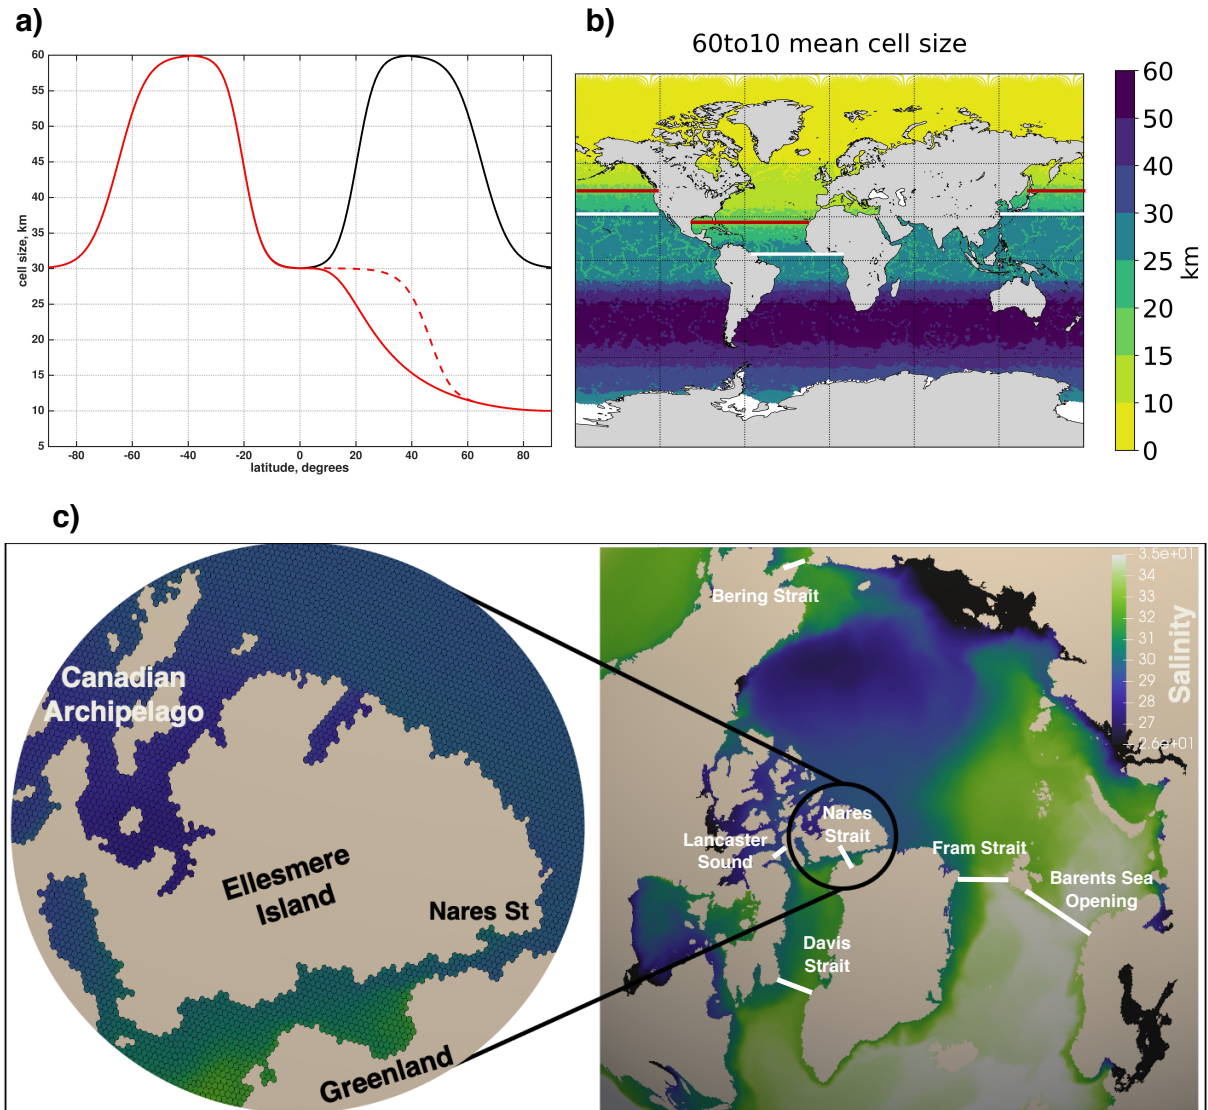 a)
60
55
50
45
40
35
30
25
20
15
10
5
cell size, km
-80 -60 -40 -20 0 20 40 60 80
latitude, degrees
b)
60to10 mean cell size
60
50
40
30
25
20
15
10
0
km
c)
Canadian
Archipelago
Ellesmere
Island
Nares St
Greenland
Bering Strait
3.5e+01
34
33
32
31
30
29
28
27
2.6e+01
Salinity
Nares
Strait
Lancaster
Sound
Fram Strait
Barents Sea
Opening
Davis
Strait